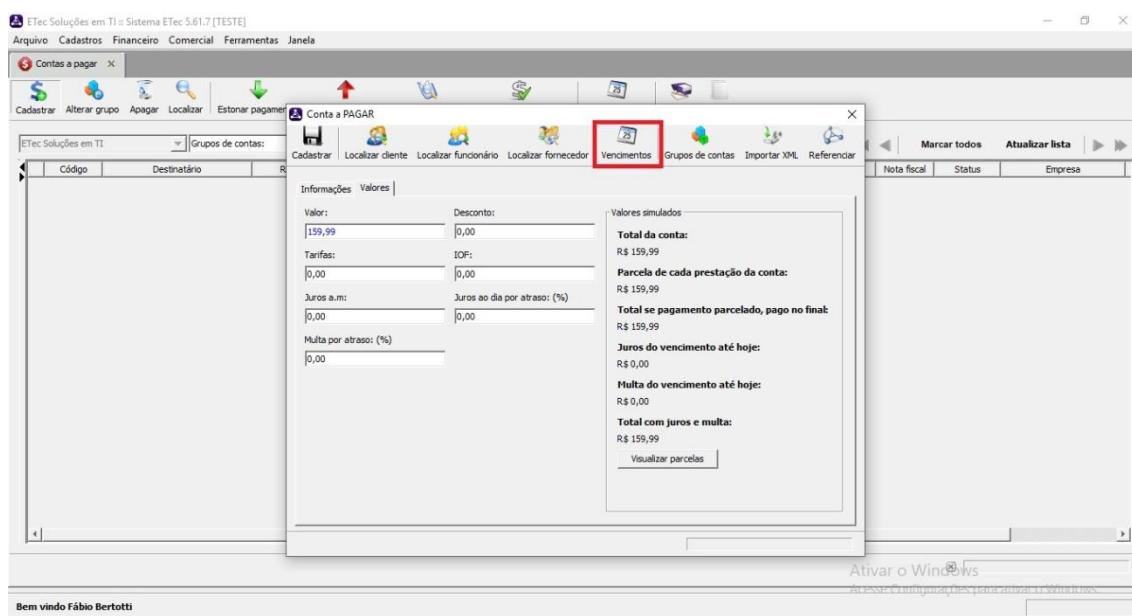 ETec Soluções em TI :: Sistema ETec 5.61.7 [TESTE]
Arquivo Cadastros Financeiro Comercial Ferramentas Janela
Contas a pagar
Cadastrar Alterar grupo Apagar Localizar Estonar pagamen
ETec Soluções em TI Grupos de contas: Marcar todos Atualizar lista
Código Destinatário R Nota fiscal Status Empresa
Conta a PAGAR
Cadastrar Localizar cliente Localizar funcionário Localizar fornecedor Vencimentos Grupos de contas Importar XML Referenciar
Informações Valores
Valor: Desconto:
159,99 0,00
Tarifas: IOF:
0,00 0,00
Juros a.m: Juros ao dia por atraso: (%)
0,00 0,00
Multa por atraso: (%)
0,00
Valores simulados
Total da conta:
R$ 159,99
Parcela de cada prestação da conta:
R$ 159,99
Total se pagamento parcelado, pago no final:
R$ 159,99
Juros do vencimento até hoje:
R$ 0,00
Multa do vencimento até hoje:
R$ 0,00
Total com juros e multa:
R$ 159,99
Visualizar parcelas
Ativar o Windows
Acesse Configurações para ativar o Windows.
Bem vindo Fábio Bertotti